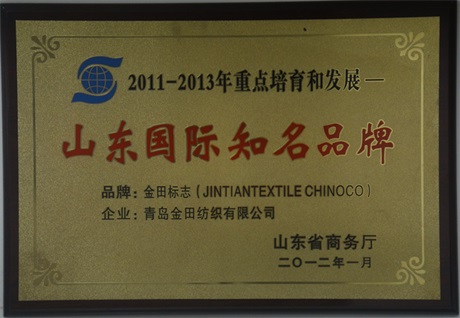 2011-2013年重点培育和发展—
山东国际知名品牌
品牌：金田标志（JINTIANTEXTILE CHINOCO）
企业：青岛金田纺织有限公司
山东省商务厅
二〇一二年一月